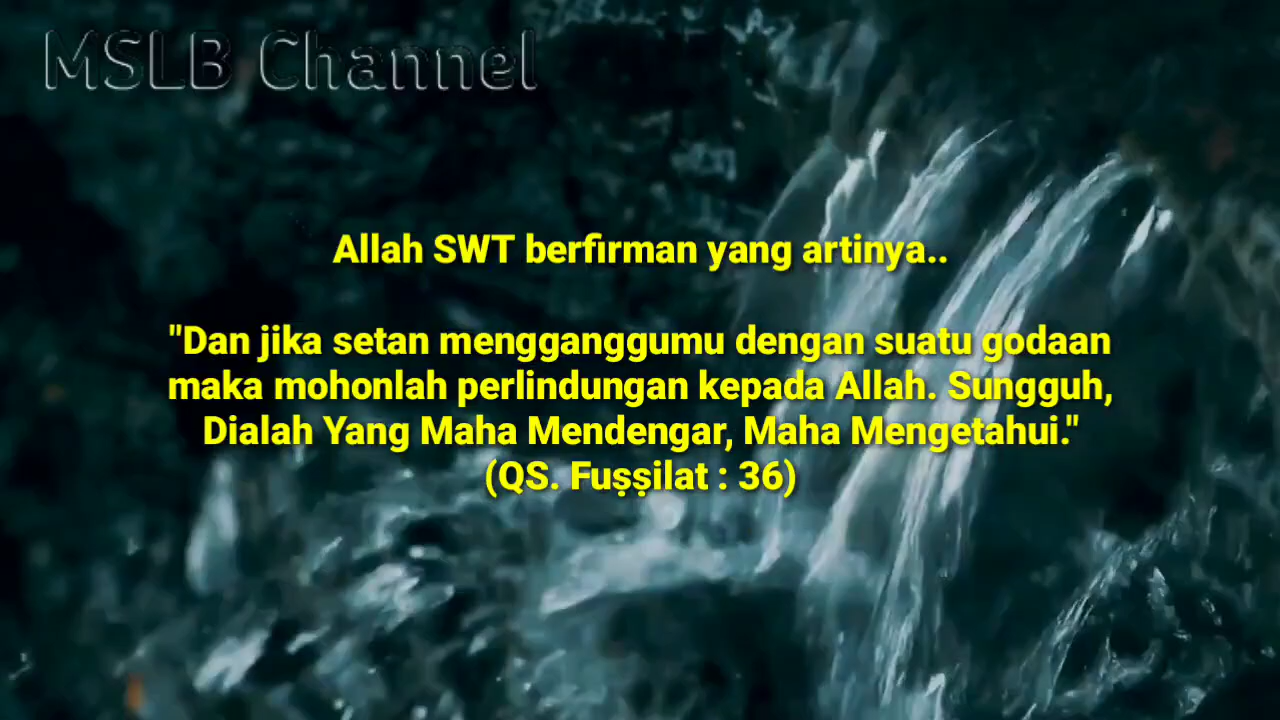 MSLB Channel
Allah SWT berfirman yang artinya..
"Dan jika setan mengganggumu dengan suatu godaan
maka mohonlah perlindungan kepada Allah. Sungguh,
Dialah Yang Maha Mendengar, Maha Mengetahui."
(QS. Fuṣṣilat : 36)